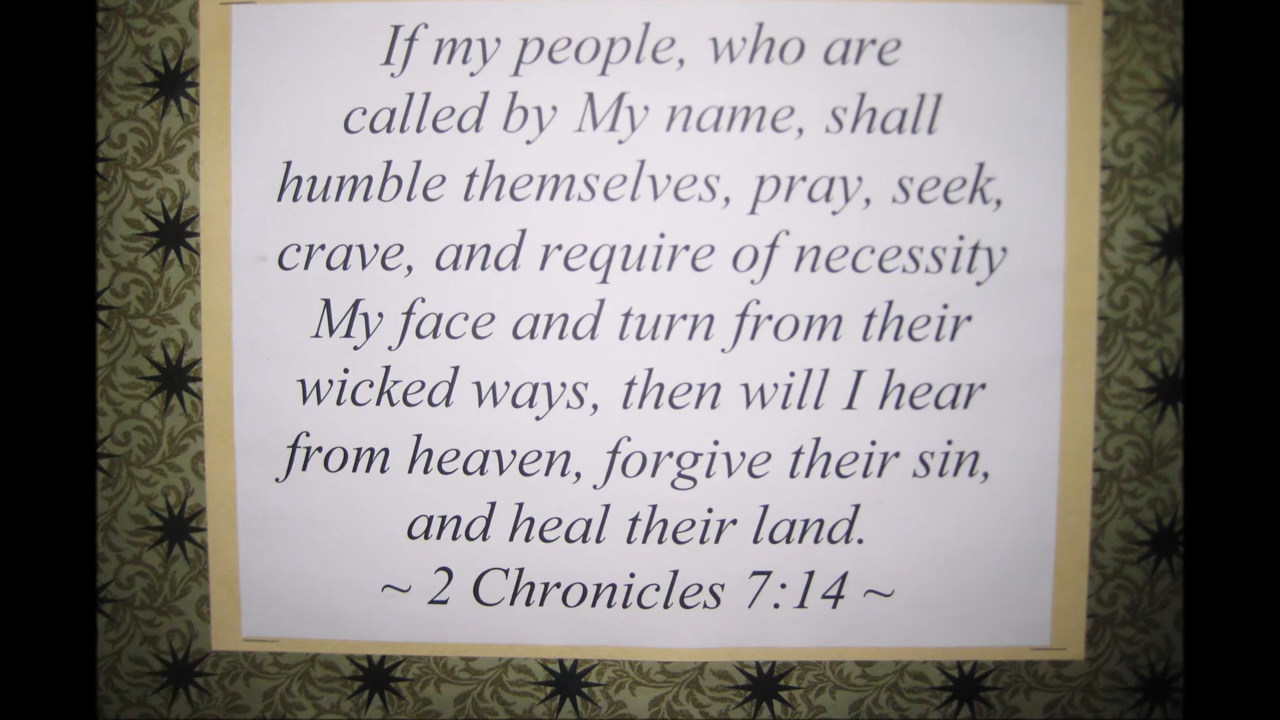 If my people, who are
called by My name, shall
humble themselves, pray, seek,
crave, and require of necessity
My face and turn from their
wicked ways, then will I hear
from heaven, forgive their sin,
and heal their land.
~ 2 Chronicles 7:14 ~